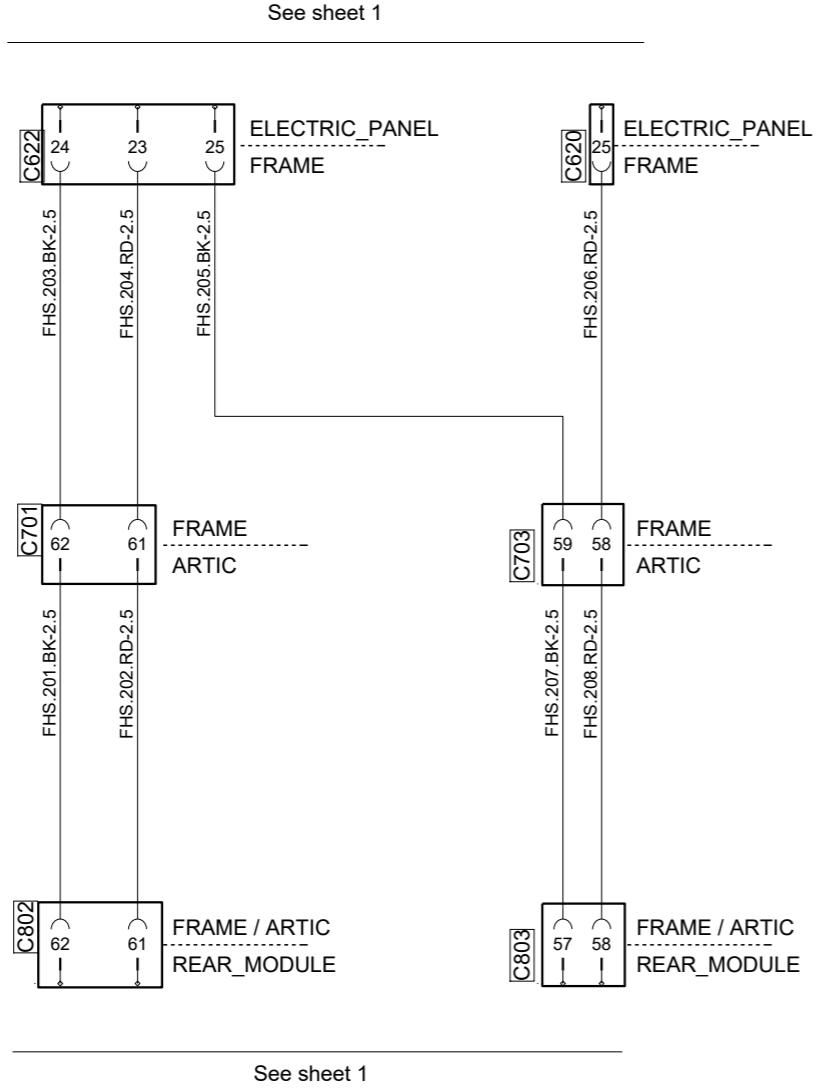 See sheet 1
C622
24 23 25
ELECTRIC_PANEL
FRAME
C620
25
ELECTRIC_PANEL
FRAME
FHS.203.BK-2.5
FHS.204.RD-2.5
FHS.205.BK-2.5
FHS.206.RD-2.5
C701
62 61
FRAME
ARTIC
C703
59 58
FRAME
ARTIC
FHS.201.BK-2.5
FHS.202.RD-2.5
FHS.207.BK-2.5
FHS.208.RD-2.5
C802
62 61
FRAME / ARTIC
REAR_MODULE
C803
57 58
FRAME / ARTIC
REAR_MODULE
See sheet 1